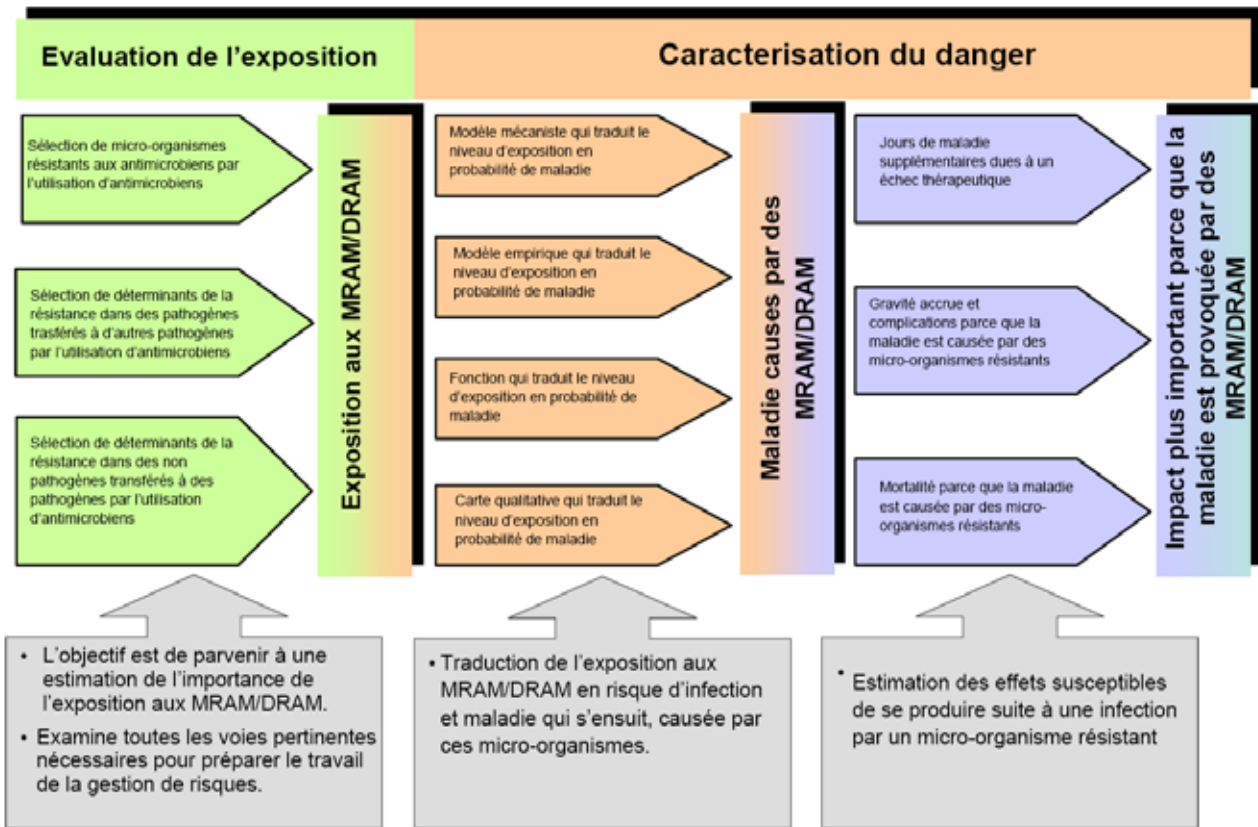 Evaluation de l'exposition
Caracterisation du danger
Sélection de micro-organismes
résistants aux antimicrobiens par
l'utilisation d'antimicrobiens
Sélection de déterminants de la
résistance dans des pathogènes
trasférés à d'autres pathogènes
par l'utilisation d'antimicrobiens
Sélection de déterminants de la
résistance dans des non
pathogènes transférés à des
pathogènes par l'utilisation
d'antimicrobiens
Exposition aux MRAM/DRAM
Modèle mécaniste qui traduit le
niveau d'exposition en
probabilité de maladie
Modèle empirique qui traduit le
niveau d'exposition en
probabilité de maladie
Fonction qui traduit le niveau
d'exposition en probabilité de
maladie
Carte qualitative qui traduit le
niveau d'exposition en
probabilité de maladie
Maladie causes par des
MRAM/DRAM
Jours de maladie
supplémentaires dues à un
échec thérapeutique
Gravité accrue et
complications parce que la
maladie est causée par des
micro-organismes résistants
Mortalité parce que la maladie
est causée par des micro-
organismes résistants
Impact plus important parce que la
maladie est provoquée par des
MRAM/DRAM
• L'objectif est de parvenir à une
estimation de l'importance de
l'exposition aux MRAM/DRAM.
• Examine toutes les voies pertinentes
nécessaires pour préparer le travail
de la gestion de risques.
• Traduction de l'exposition aux
MRAM/DRAM en risque d'infection
et maladie qui s'ensuit, causée par
ces micro-organismes.
• Estimation des effets susceptibles
de se produire suite à une infection
par un micro-organisme résistant